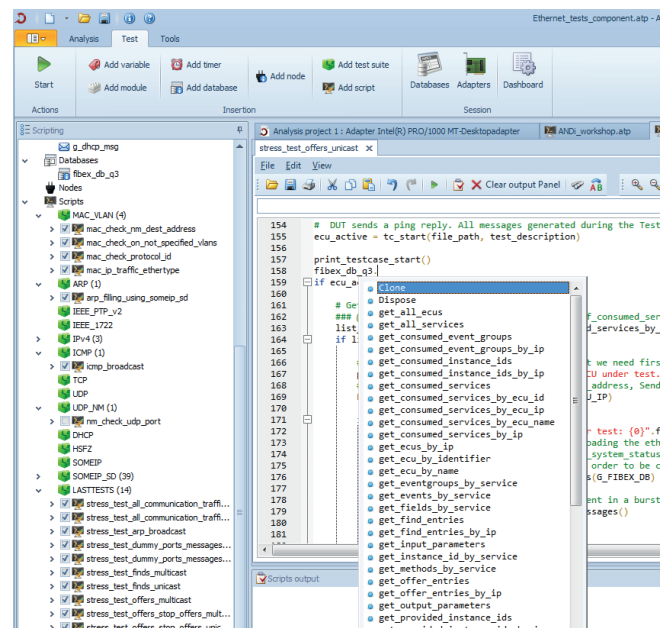 Ethernet_tests_component.atp - A
Analysis
Test
Tools
Start
Add variable
Add timer
Add module
Add database
Add node
Add test suite
Add script
Databases
Adapters
Dashboard
Actions
Insertion
Session
Scripting
Analysis project 1 : Adapter Intel(R) PRO/1000 MT-Desktopadapter
ANDi_workshop.atp
stress_test_offers_unicast
File Edit View
Clear output Panel
g_dhcp_msg
Databases
fibex_db_q3
Nodes
Scripts
MAC_VLAN (4)
mac_check_nm_dest_address
mac_check_on_not_specified_vlans
mac_check_protocol_id
mac_ip_traffic_ethertype
ARP (1)
arp_filing_using_someip_sd
IEEE_PTP_v2
IEEE_1722
IPv4 (3)
ICMP (1)
icmp_broadcast
TCP
UDP
UDP_NM (1)
nm_check_udp_port
DHCP
HSFZ
SOMEIP
SOMEIP_SD (39)
LASTTESTS (14)
stress_test_all_communication_traffi...
stress_test_all_communication_traffi...
stress_test_arp_broadcast
stress_test_dummy_ports_messages...
stress_test_dummy_ports_messages...
stress_test_finds_multicast
stress_test_finds_unicast
stress_test_offers_multicast
stress_test_offers_stop_offers_mult...
stress_test_offers_stop_offers_unic...
154 # DUT sends a ping reply. All messages generated during the Test
155 ecu_active = tc_start(file_path, test_description)
156
157 print_testcase_start()
158 fibex_db_q3.
159 if ecu_a
160
161 # Ge
162 ### f_consumed_ser
163 list_ d_services_by_
164 if li
165
166 # t we need firs
167 CU under test.
168 # address, Send
169 U_IP)
170
171
172 r test: {0}".f
173 oading the eth
174 _system_status
175 order to be c
176 s(G_FIBEX_DB)
177
178 ent in a burst
179 ssages()
180
181
Clone
Dispose
get_all_ecus
get_all_services
get_consumed_event_groups
get_consumed_event_groups_by_ip
get_consumed_instance_ids
get_consumed_instance_ids_by_ip
get_consumed_services
get_consumed_services_by_ecu_id
get_consumed_services_by_ecu_ip
get_consumed_services_by_ecu_name
get_consumed_services_by_ip
get_ecus_by_ip
get_ecu_by_identifier
get_ecu_by_name
get_eventgroups_by_service
get_events_by_service
get_fields_by_service
get_find_entries
get_find_entries_by_ip
get_input_parameters
get_instance_id_by_service
get_methods_by_service
get_offer_entries
get_offer_entries_by_ip
get_output_parameters
get_provided_instance_ids
Scripts output